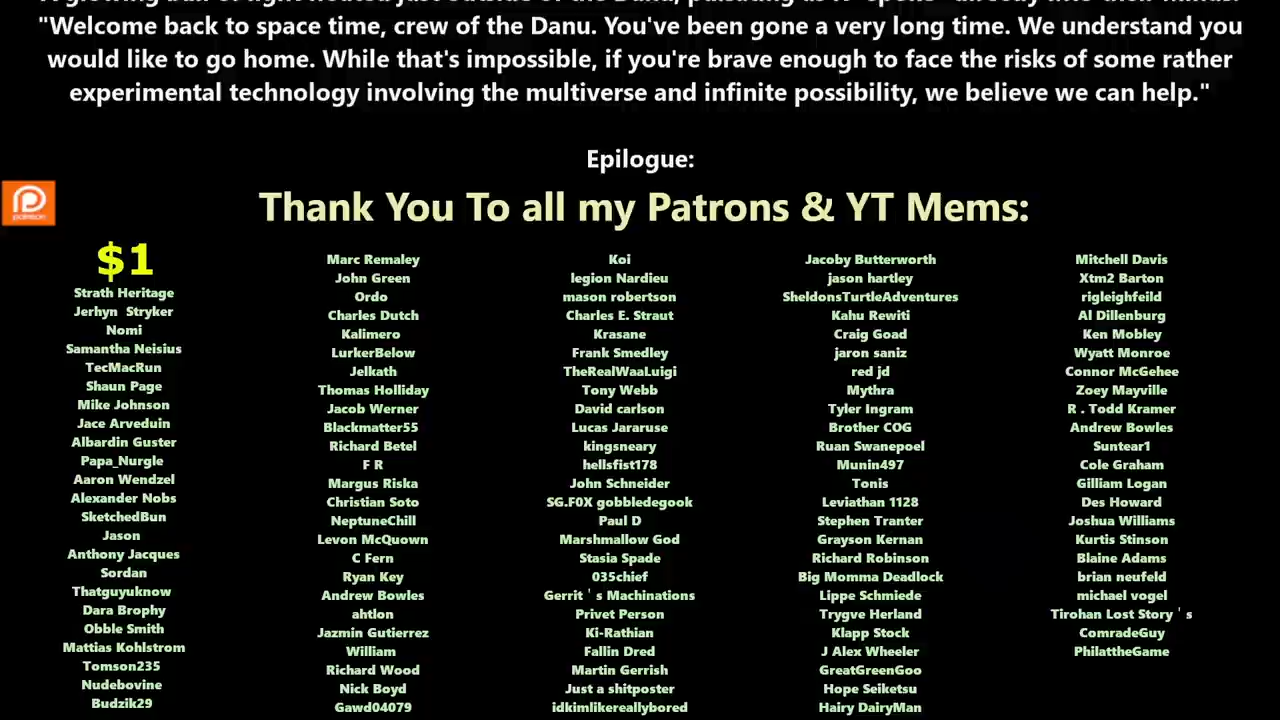 "Welcome back to space time, crew of the Danu. You've been gone a very long time. We understand you
would like to go home. While that's impossible, if you're brave enough to face the risks of some rather
experimental technology involving the multiverse and infinite possibility, we believe we can help."
Epilogue:
Thank You To all my Patrons & YT Mems:
$1
Strath Heritage
Jerhyn  Stryker
Nomi
Samantha Neisius
TecMacRun
Shaun Page
Mike Johnson
Jace Arveduin
Albardin Guster
Papa_Nurgle
Aaron Wendzel
Alexander Nobs
SketchedBun
Jason
Anthony Jacques
Sordan
Thatguyuknow
Dara Brophy
Obble Smith
Mattias Kohlstrom
Tomson235
Nudebovine
Budzik29
Marc Remaley
John Green
Ordo
Charles Dutch
Kalimero
LurkerBelow
Jelkath
Thomas Holliday
Jacob Werner
Blackmatter55
Richard Betel
F R
Margus Riska
Christian Soto
NeptuneChill
Levon McQuown
C Fern
Ryan Key
Andrew Bowles
ahtlon
Jazmin Gutierrez
William
Richard Wood
Nick Boyd
Gawd04079
Koi
legion Nardieu
mason robertson
Charles E. Straut
Krasane
Frank Smedley
TheRealWaaLuigi
Tony Webb
David carlson
Lucas Jararuse
kingsneary
hellsfist178
John Schneider
SG.F0X gobbledegook
Paul D
Marshmallow God
Stasia Spade
035chief
Gerrit ' s Machinations
Privet Person
Ki-Rathian
Fallin Dred
Martin Gerrish
Just a shitposter
idkimlikereallybored
Jacoby Butterworth
jason hartley
SheldonsTurtleAdventures
Kahu Rewiti
Craig Goad
jaron saniz
red jd
Mythra
Tyler Ingram
Brother COG
Ruan Swanepoel
Munin497
Tonis
Leviathan 1128
Stephen Tranter
Grayson Kernan
Richard Robinson
Big Momma Deadlock
Lippe Schmiede
Trygve Herland
Klapp Stock
J Alex Wheeler
GreatGreenGoo
Hope Seiketsu
Hairy DairyMan
Mitchell Davis
Xtm2 Barton
rigleighfeild
Al Dillenburg
Ken Mobley
Wyatt Monroe
Connor McGehee
Zoey Mayville
R . Todd Kramer
Andrew Bowles
Suntear1
Cole Graham
Gilliam Logan
Des Howard
Joshua Williams
Kurtis Stinson
Blaine Adams
brian neufeld
michael vogel
Tirohan Lost Story ' s
ComradeGuy
PhilattheGame